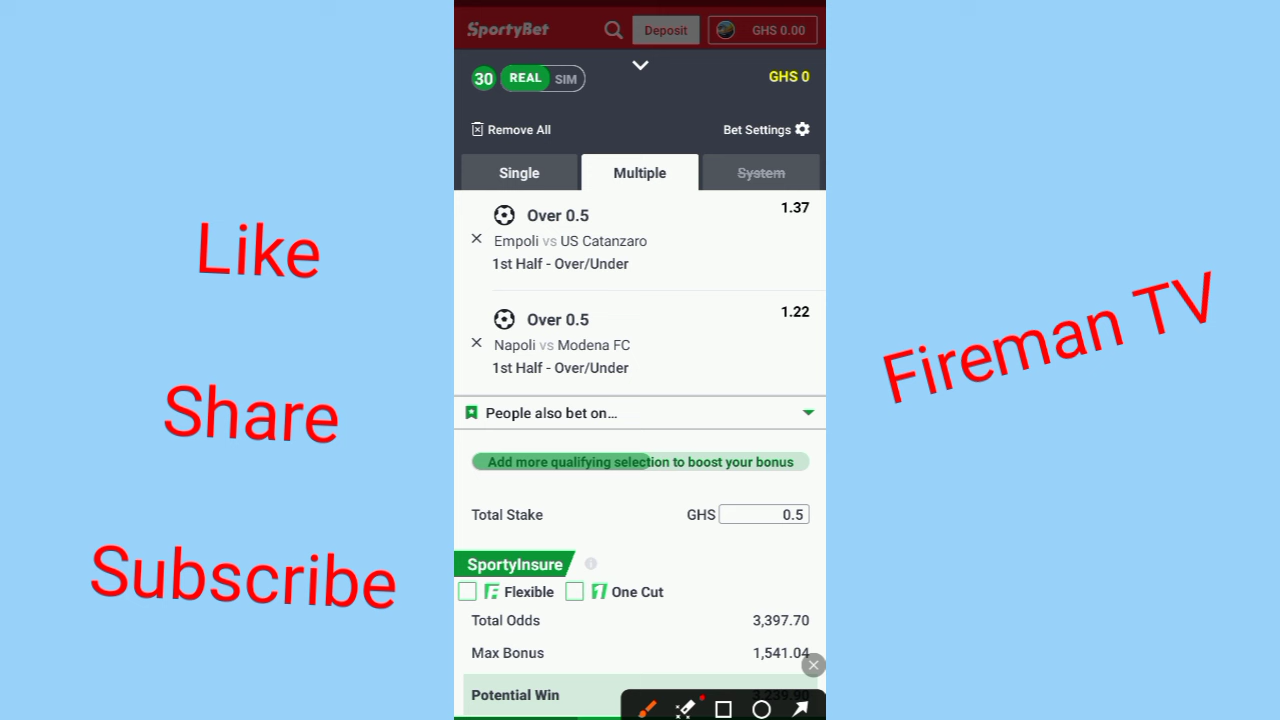 SportyBet
Deposit
GHS 0.00
30 REAL SIM
GHS 0
Remove All
Bet Settings
Single
Multiple
System
Over 0.5
1.37
Empoli vs US Catanzaro
1st Half - Over/Under
Over 0.5
1.22
Napoli vs Modena FC
1st Half - Over/Under
People also bet on...
Add more qualifying selection to boost your bonus
Total Stake
GHS
0.5
SportyInsure
Flexible
One Cut
Total Odds
3,397.70
Max Bonus
1,541.04
Potential Win
Like
Share
Subscribe
Fireman TV